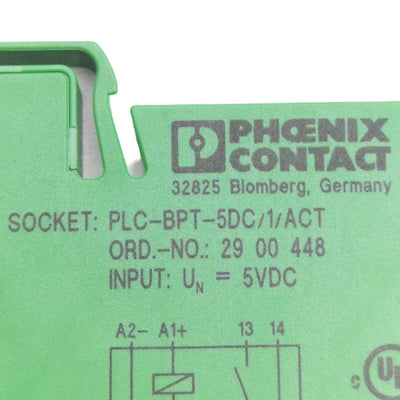 PHOENIX
CONTACT
32825 Blomberg, Germany
SOCKET: PLC-BPT-5DC/1/ACT
ORD.-NO.: 29 00 448
INPUT: U_N = 5VDC
A2- A1+ 13 14
c